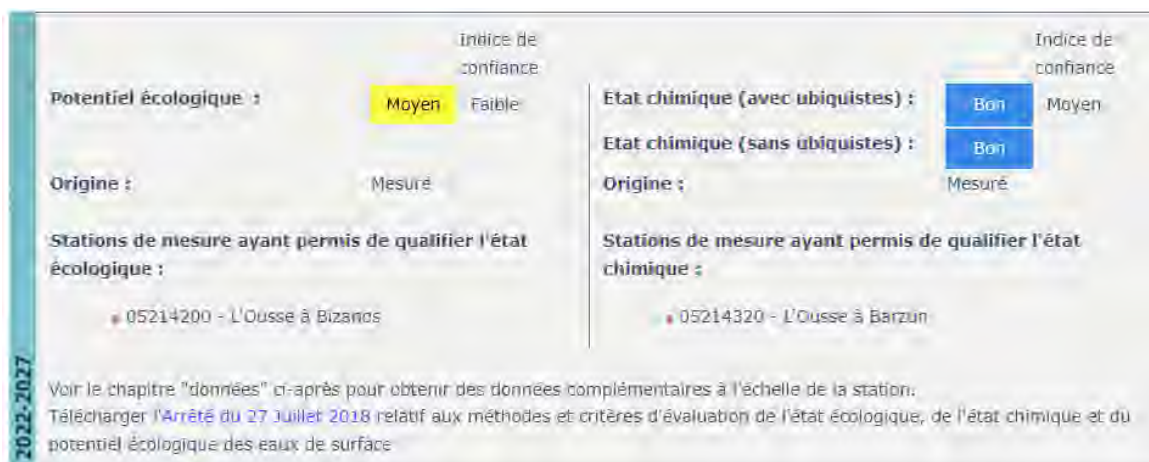 Indice de
confiance
Potentiel écologique :
Moyen
Faible
Origine :
Mesuré
Stations de mesure ayant permis de qualifier l'état
écologique :
05214200 - L'Ousse à Bizanos
Indice de
confiance
Etat chimique (avec ubiquistes) :
Bon
Moyen
Etat chimique (sans ubiquistes) :
Bon
Origine :
Mesuré
Stations de mesure ayant permis de qualifier l'état
chimique :
05214320 - L'Ousse à Barzun
2022-2027
Voir le chapitre "données" ci-après pour obtenir des données complémentaires à l'échelle de la station.
Télécharger l'Arrêté du 27 Juillet 2018 relatif aux méthodes et critères d'évaluation de l'état écologique, de l'état chimique et du
potentiel écologique des eaux de surface